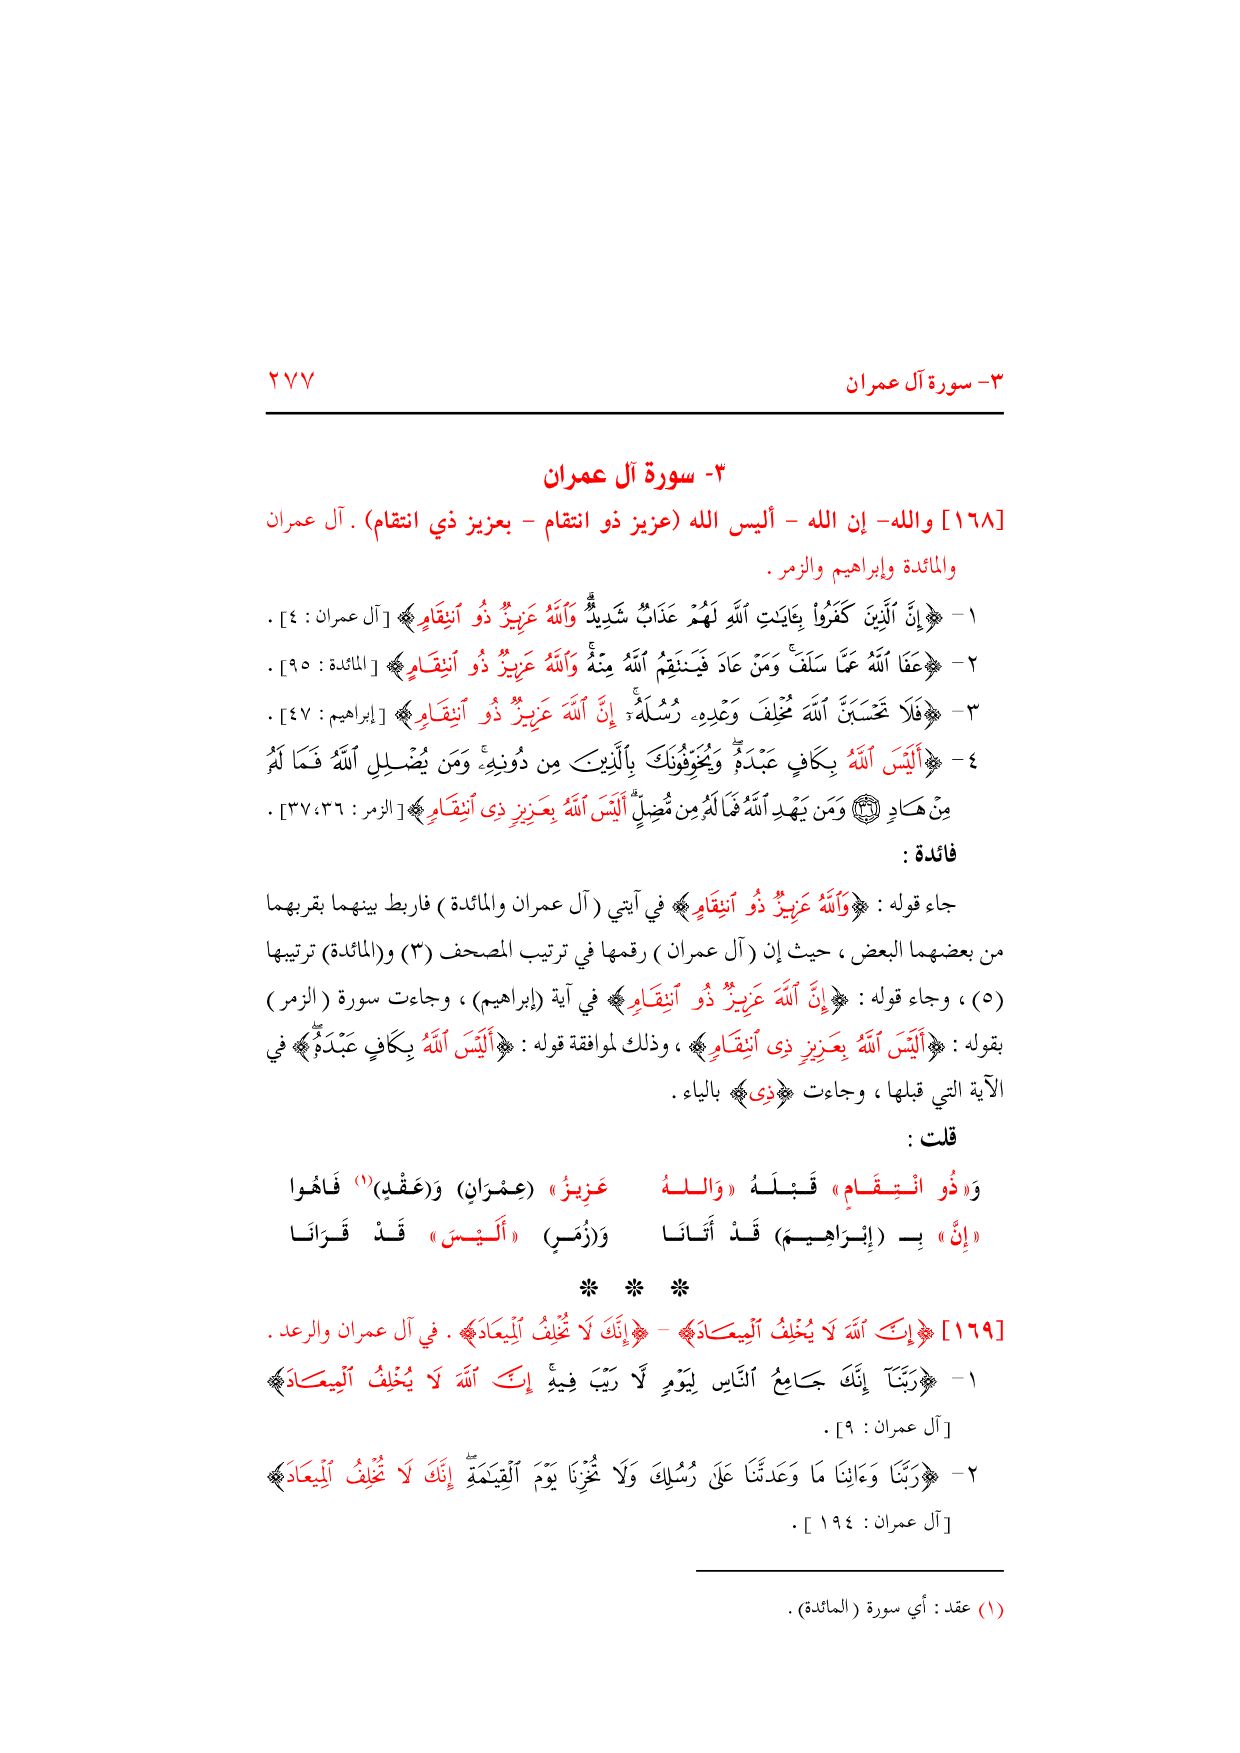 ٣- سورة آل عمران ٢٧٧
٣- سورة آل عمران
[١٦٨] والله- إن الله - أليس الله (عزيز ذو انتقام - بعزيز ذي انتقام) . آل عمران
والمائدة وإبراهيم والزمر .
١- ﴿إِنَّ ٱلَّذِينَ كَفَرُوا۟ بِـَٔايَـٰتِ ٱللَّهِ لَهُمْ عَذَابٌ شَدِيدٌ ۗ وَٱللَّهُ عَزِيزٌ ذُو ٱنتِقَامٍ﴾ [آل عمران : ٤] .
٢- ﴿عَفَا ٱللَّهُ عَمَّا سَلَفَ ۚ وَمَنْ عَادَ فَيَنتَقِمُ ٱللَّهُ مِنْهُ ۚ وَٱللَّهُ عَزِيزٌ ذُو ٱنتِقَامٍ﴾ [المائدة : ٩٥] .
٣- ﴿فَلَا تَحْسَبَنَّ ٱللَّهَ مُخْلِفَ وَعْدِهِۦ رُسُلَهُۥٓ ۚ إِنَّ ٱللَّهَ عَزِيزٌ ذُو ٱنتِقَامٍ﴾ [إبراهيم : ٤٧] .
٤- ﴿أَلَيْسَ ٱللَّهُ بِكَافٍ عَبْدَهُۥ ۖ وَيُخَوِّفُونَكَ بِٱلَّذِينَ مِن دُونِهِۦ ۚ وَمَن يُضْلِلِ ٱللَّهُ فَمَا لَهُۥ
مِنْ هَادٍ ٣٦ وَمَن يَهْدِ ٱللَّهُ فَمَا لَهُۥ مِن مُّضِلٍّ ۗ أَلَيْسَ ٱللَّهُ بِعَزِيزٍ ذِى ٱنتِقَامٍ﴾ [الزمر : ٣٧،٣٦] .
فائدة :
جاء قوله : ﴿وَٱللَّهُ عَزِيزٌ ذُو ٱنتِقَامٍ﴾ في آيتي (آل عمران والمائدة) فاربط بينهما بقربهما
من بعضهما البعض ، حيث إن (آل عمران) رقمها في ترتيب المصحف (٣) و(المائدة) ترتيبها
(٥) ، وجاء قوله : ﴿إِنَّ ٱللَّهَ عَزِيزٌ ذُو ٱنتِقَامٍ﴾ في آية (إبراهيم) ، وجاءت سورة (الزمر)
بقوله : ﴿أَلَيْسَ ٱللَّهُ بِعَزِيزٍ ذِى ٱنتِقَامٍ﴾ ، وذلك لموافقة قوله : ﴿أَلَيْسَ ٱللَّهُ بِكَافٍ عَبْدَهُۥ ۖ﴾ في
الآية التي قبلها ، وجاءت ﴿ذِى﴾ بالياء .
قلت :
وَ«ذُو انْتِقَامٍ» قَبْلَهُ «وَاللهُ عَزِيزُ» (عِمْرَانٍ) وَ(عَقْدٍ)(١) فَاهُوا
«إِنَّ» بِـ (إِبْرَاهِيمَ) قَدْ أَتَانَا وَ(زُمَرٍ) «أَلَيْسَ» قَدْ قَرَانَا
* * *
[١٦٩] ﴿إِنَّ ٱللَّهَ لَا يُخْلِفُ ٱلْمِيعَادَ﴾ - ﴿إِنَّكَ لَا تُخْلِفُ ٱلْمِيعَادَ﴾ . في آل عمران والرعد .
١- ﴿رَبَّنَآ إِنَّكَ جَامِعُ ٱلنَّاسِ لِيَوْمٍ لَّا رَيْبَ فِيهِ ۚ إِنَّ ٱللَّهَ لَا يُخْلِفُ ٱلْمِيعَادَ﴾
[آل عمران : ٩] .
٢- ﴿رَبَّنَا وَءَاتِنَا مَا وَعَدتَّنَا عَلَىٰ رُسُلِكَ وَلَا تُخْزِنَا يَوْمَ ٱلْقِيَـٰمَةِ ۖ إِنَّكَ لَا تُخْلِفُ ٱلْمِيعَادَ﴾
[آل عمران : ١٩٤] .
(١) عقد : أي سورة (المائدة) .